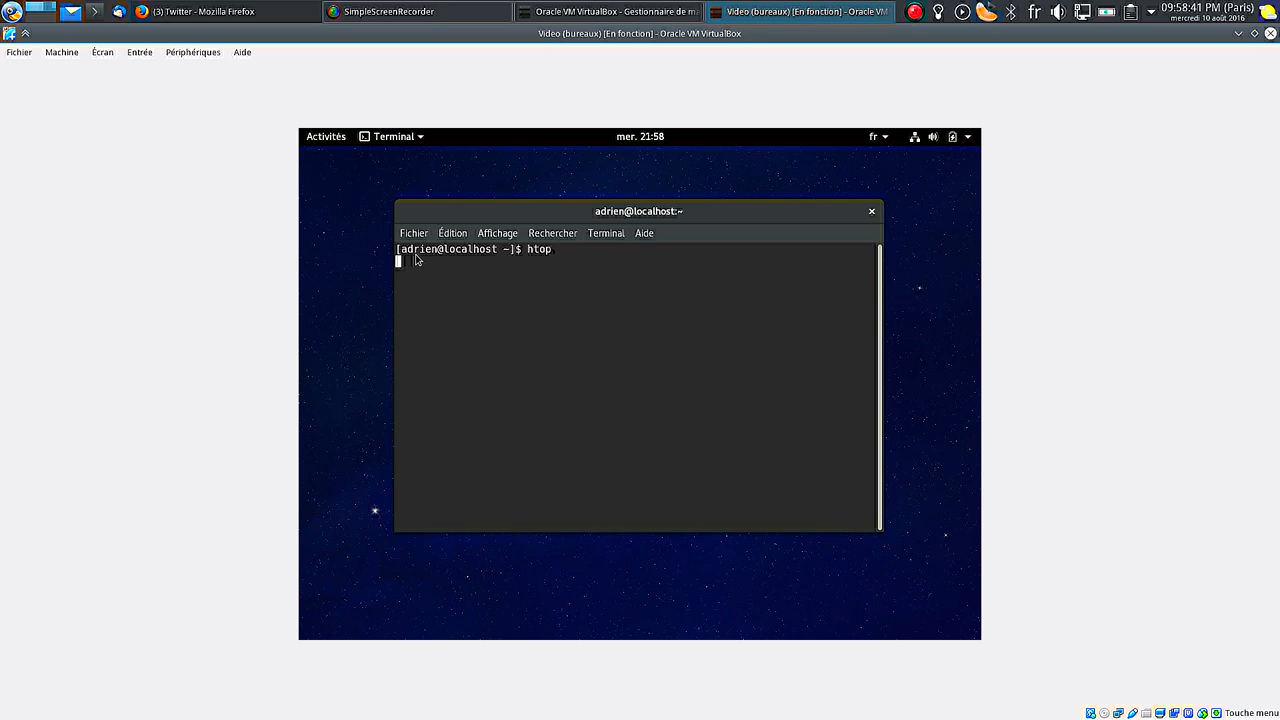 (3) Twitter - Mozilla Firefox
SimpleScreenRecorder
Oracle VM VirtualBox - Gestionnaire de m
Video (bureaux) [En fonction] - Oracle VM
fr
09:58:41 PM (Paris)
mercredi 10 août 2016
Video (bureaux) [En fonction] - Oracle VM VirtualBox
Fichier Machine Écran Entrée Périphériques Aide
Activités Terminal mer. 21:58 fr
adrien@localhost:~
Fichier Édition Affichage Rechercher Terminal Aide
[adrien@localhost ~]$ htop
Touche menu